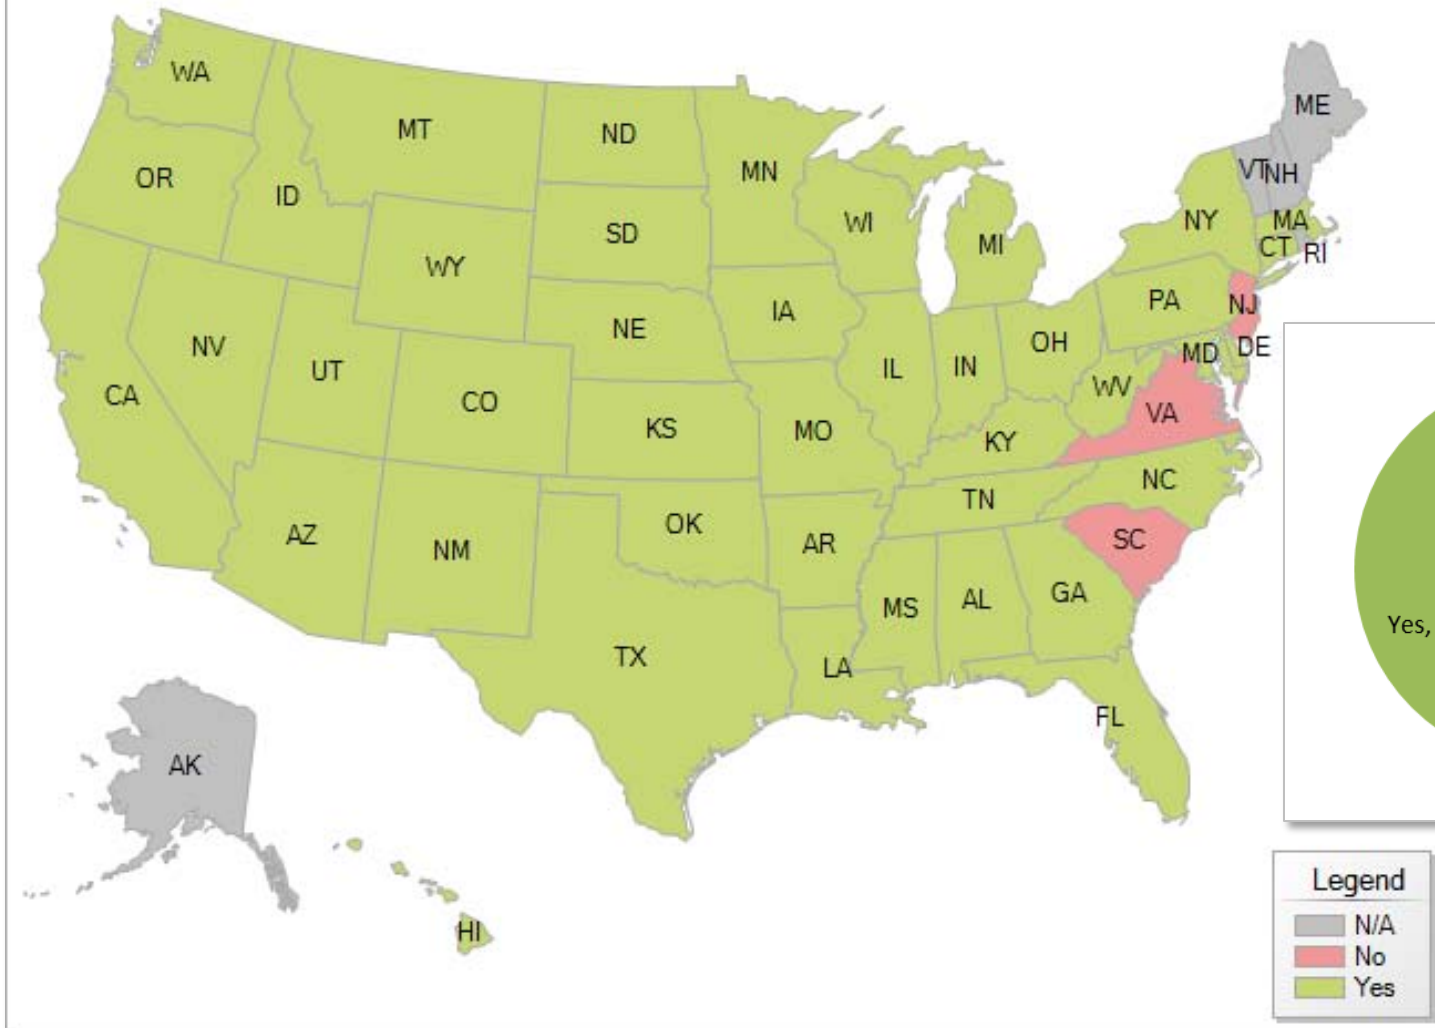 WA
MT
ND
MN
OR
ID
WY
SD
WI
MI
NY
ME
VT
NH
MA
CT
RI
NV
UT
CO
NE
IA
IL
IN
OH
PA
NJ
MD
DE
CA
KS
MO
KY
WV
VA
AZ
NM
OK
AR
TN
NC
SC
TX
LA
MS
AL
GA
FL
AK
HI
Yes,
Legend
N/A
No
Yes